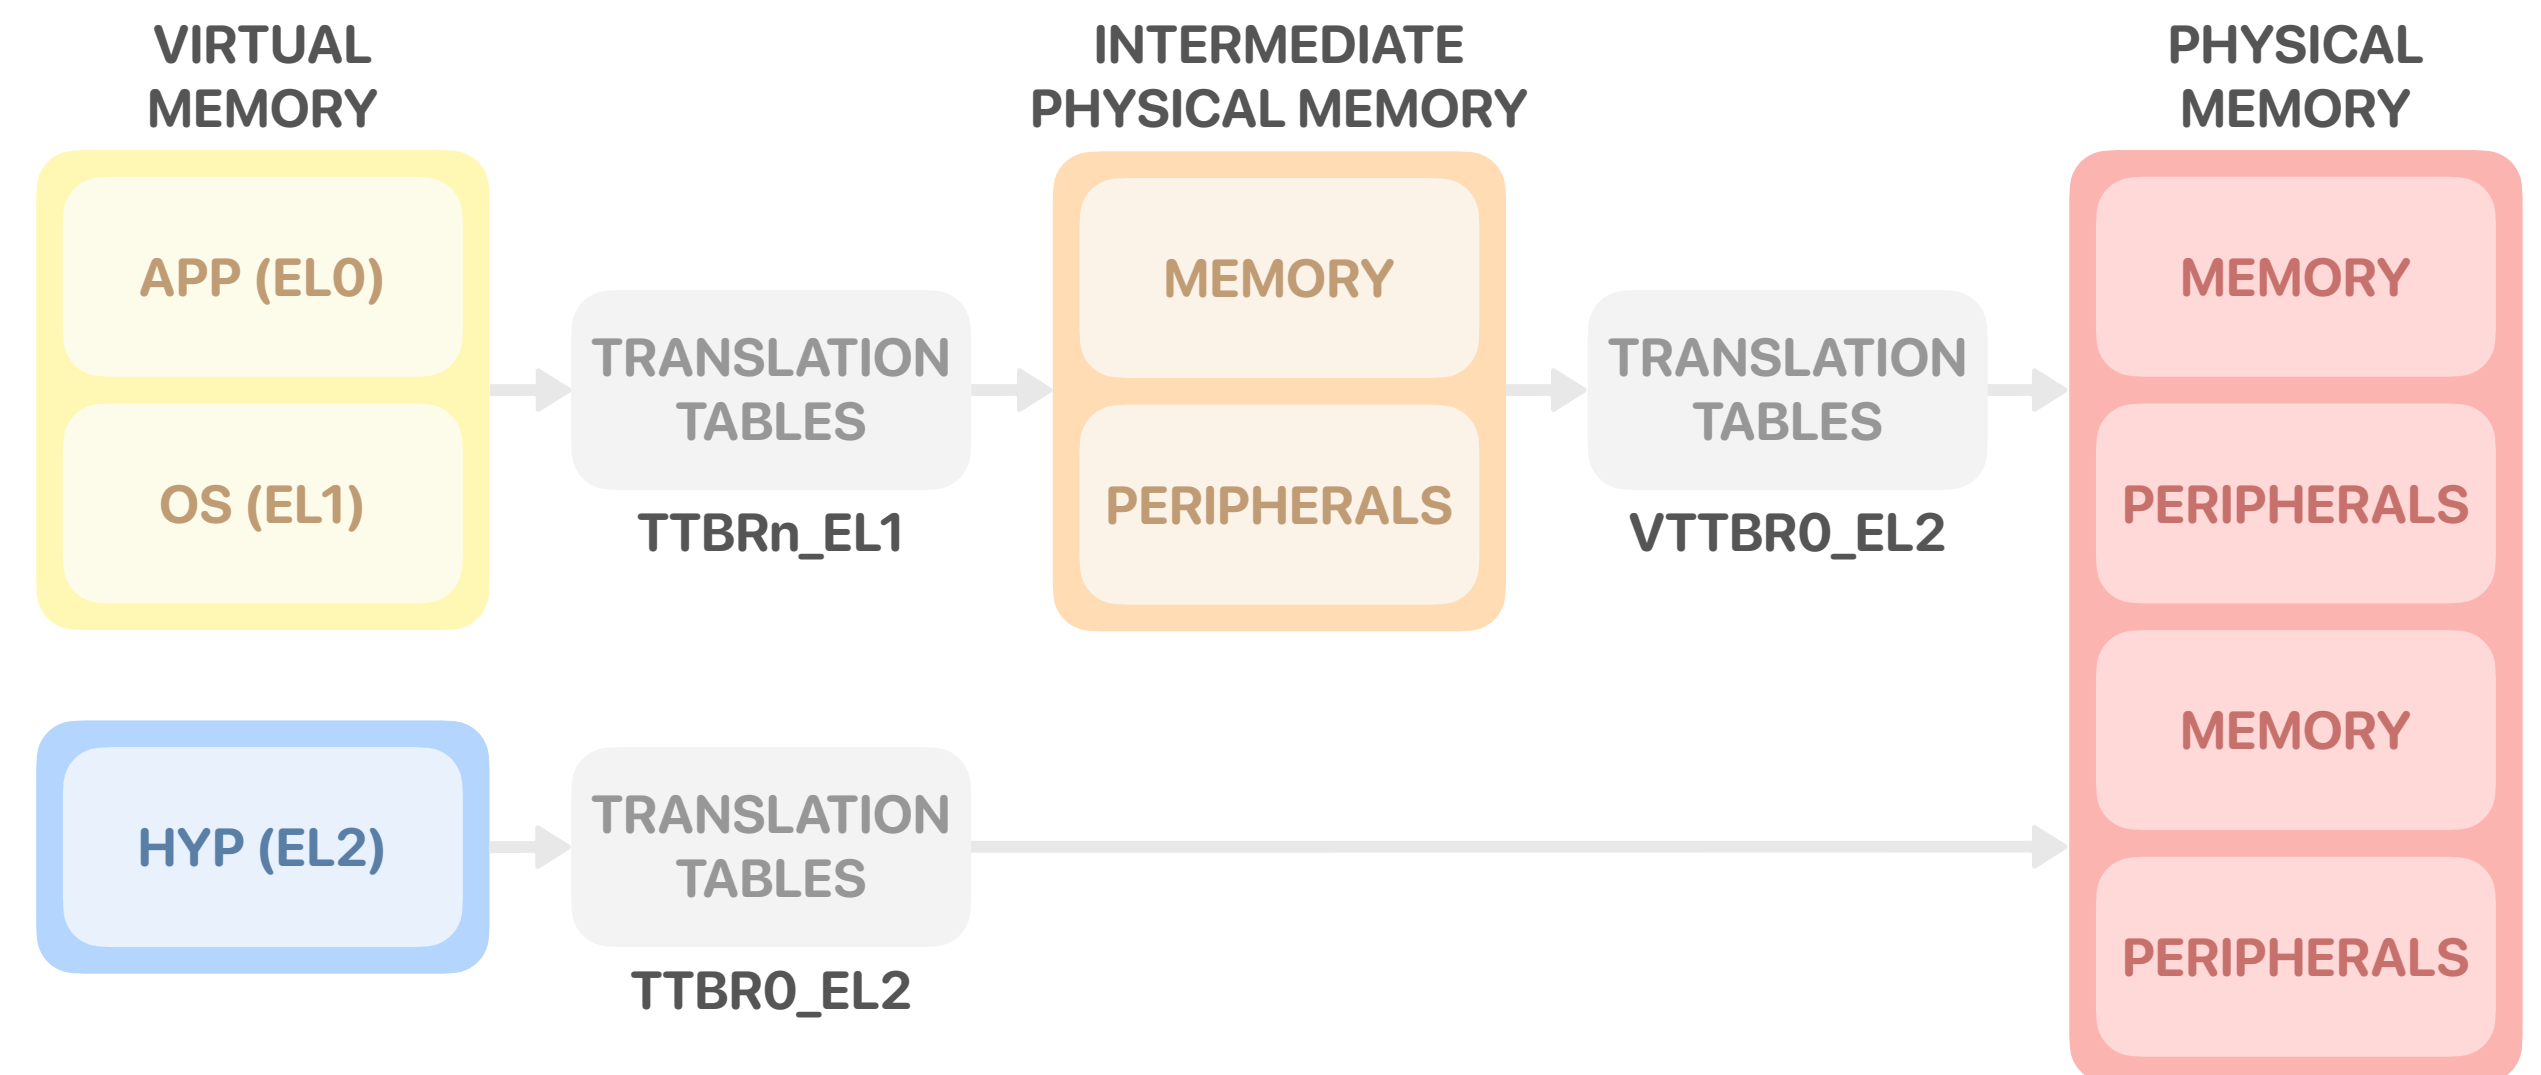 VIRTUAL
MEMORY
APP (EL0)
OS (EL1)
TRANSLATION
TABLES
TTBRn_EL1
INTERMEDIATE
PHYSICAL MEMORY
MEMORY
PERIPHERALS
TRANSLATION
TABLES
VTTBR0_EL2
PHYSICAL
MEMORY
MEMORY
PERIPHERALS
MEMORY
PERIPHERALS
HYP (EL2)
TRANSLATION
TABLES
TTBR0_EL2